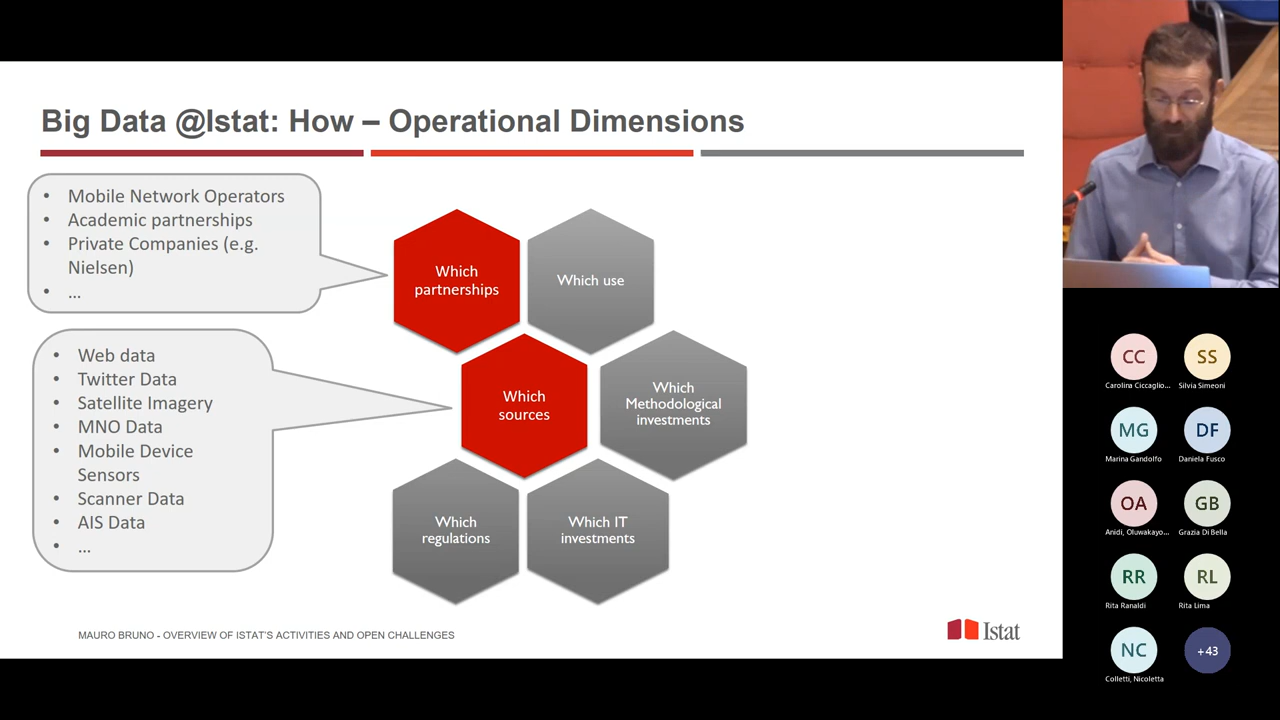 Big Data @Istat: How – Operational Dimensions
• Mobile Network Operators
• Academic partnerships
• Private Companies (e.g.
Nielsen)
• ...
• Web data
• Twitter Data
• Satellite Imagery
• MNO Data
• Mobile Device
Sensors
• Scanner Data
• AIS Data
• ...
Which
partnerships
Which use
Which
sources
Which
Methodological
investments
Which
regulations
Which IT
investments
MAURO BRUNO - OVERVIEW OF ISTAT'S ACTIVITIES AND OPEN CHALLENGES
Istat
CC
Carolina Ciccaglio...
SS
Silvia Simeoni
MG
Marina Gandolfo
DF
Daniela Fusco
OA
Anidi, Oluwakayo...
GB
Grazia Di Bella
RR
Rita Ranaldi
RL
Rita Lima
NC
Colletti, Nicoletta
+43